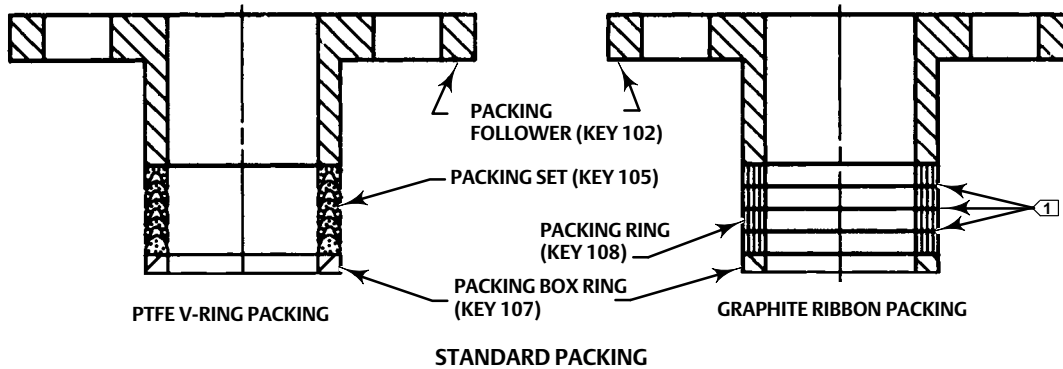 PACKING
FOLLOWER (KEY 102)
PACKING SET (KEY 105)
1
PACKING RING
(KEY 108)
PACKING BOX RING
(KEY 107)
PTFE V-RING PACKING
GRAPHITE RIBBON PACKING
STANDARD PACKING